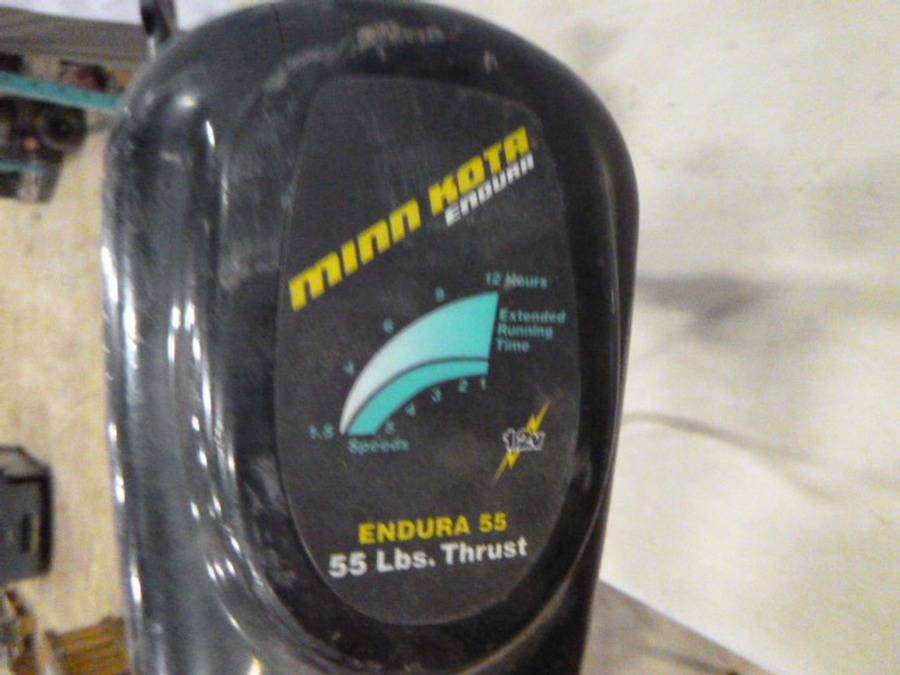 MINN KOTA
ENDURA
12 Hours
9
6
4
1.5
Extended
Running
Time
1
2
3
4
5
Speeds
12V
ENDURA 55
55 Lbs. Thrust